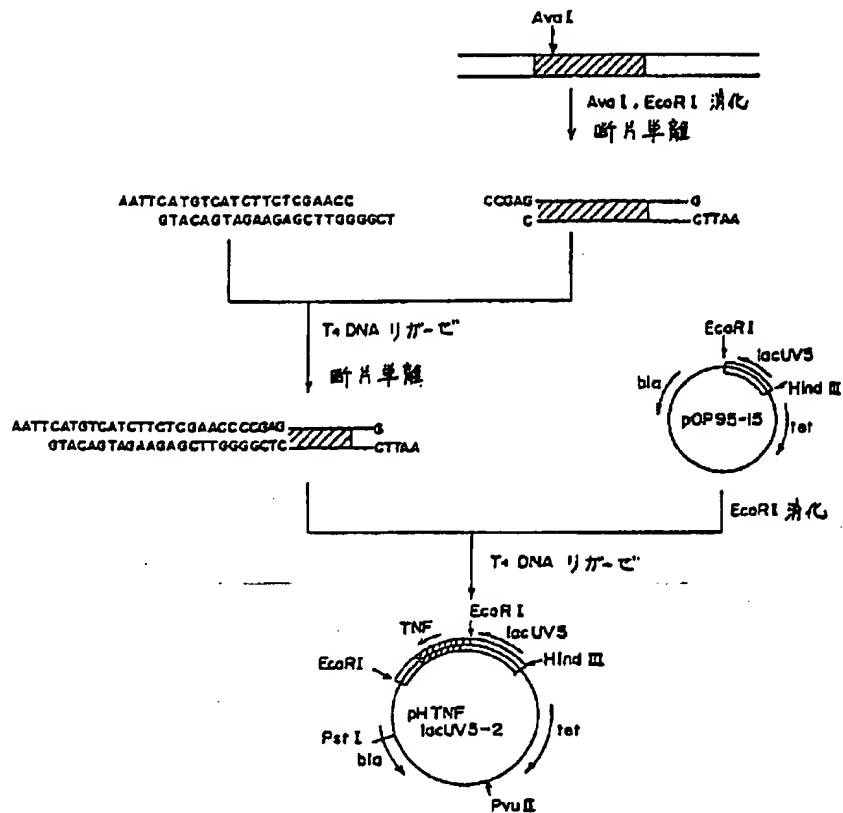 Ava I
Ava I, EcoR I 消化
断片単離
AATTCATGTCATCTTCTCGAACC
GTACAGTAGAAGAGCTTGGGGCT
CCGAG
G
C
CTTAA
T4 DNA リガーゼ
断片単離
EcoR I
lacUV5
bla
Hind III
pOP95-15
tet
AATTCATGTCATCTTCTCGAACCCCGAG
G
GTACAGTAGAAGAGCTTGGGGCTC
CTTAA
EcoR I 消化
T4 DNA リガーゼ
EcoR I
TNF
lacUV5
EcoRI
Hind III
pHTNF
lacUV5-2
Pst I
bla
tet
Pvu II